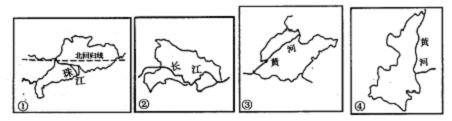 北回归线
珠
江
①
长 江
②
黄 河
③
黄
河
④